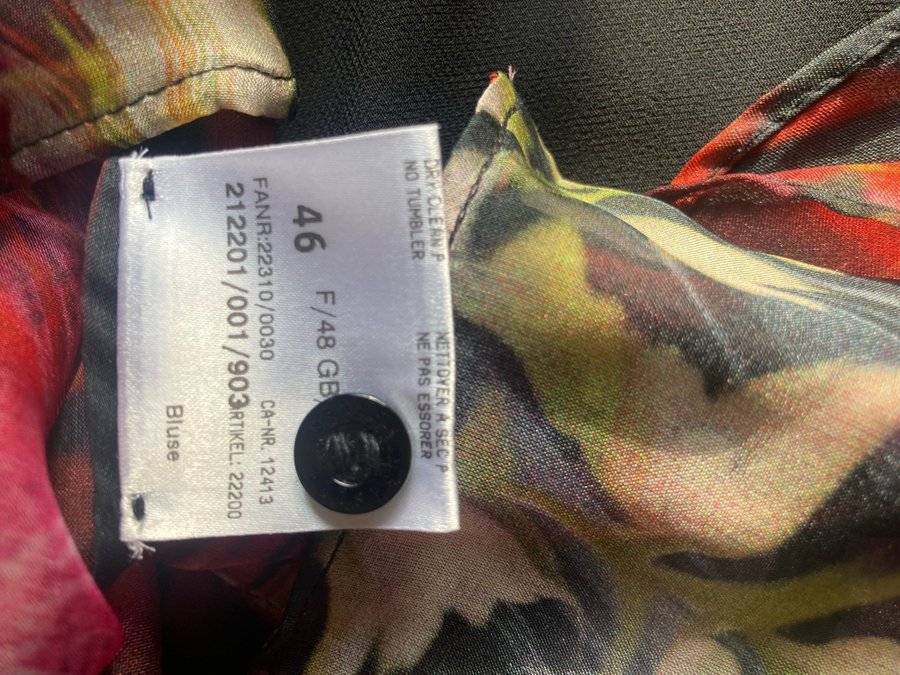 DRY CLEAN P NETTOYER A SEC P
NO TUMBLER NE PAS ESSORER
46 F/48 GB/
FANR:22310/0030 CA-NR. 12413
212201/001/903 ARTIKEL: 22200
Bluse